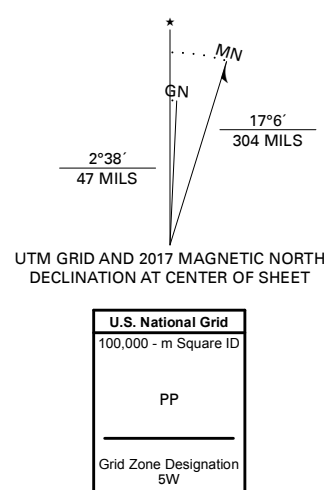 ★
MN
GN
17°6´
304 MILS
2°38´
47 MILS
UTM GRID AND 2017 MAGNETIC NORTH
DECLINATION AT CENTER OF SHEET
U.S. National Grid
100,000 - m Square ID
PP
Grid Zone Designation
5W